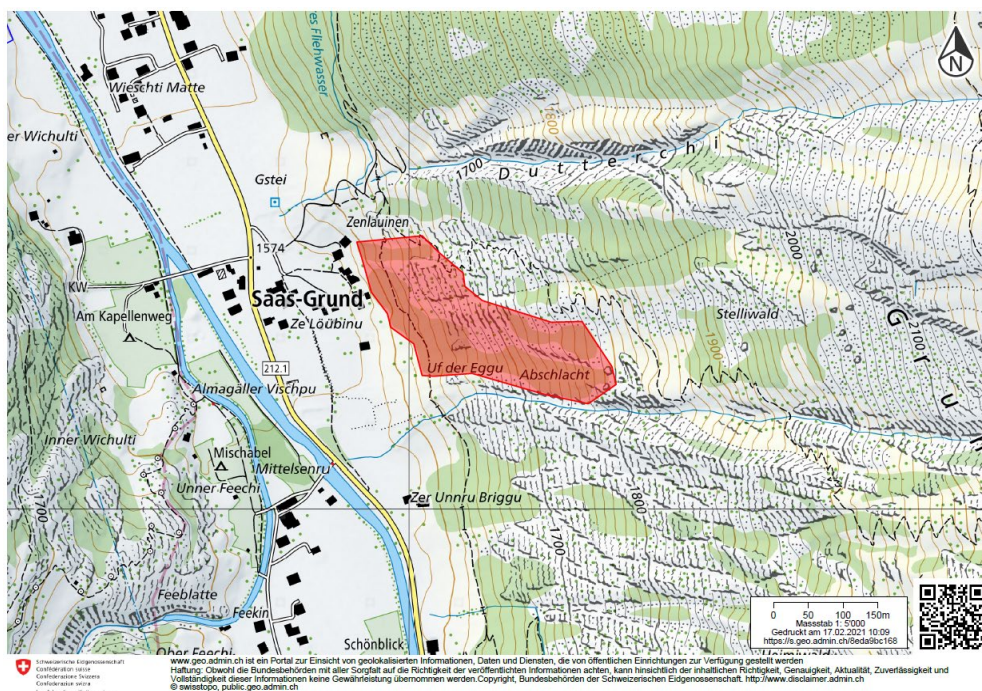 es Fliehwasser
Wieschti Matte
er Wichulti
1600
N
1700
Dutterchi
Gstei
Zenlauinen
2000
1574
KW
Saas-Grund
Am Kapellenweg
Ze Löubinu
Stelliwald
2100
1900
Gru
212.1
Uf der Eggu
Abschlacht
Almagäller Vischpu
Inner Wichulti
Mischabel
Mittelsenru
Unner Feechi
Zer Unnru Briggu
1700
1800
1700
Feeblatte
Feekin
Ober Feechi
Schönblick
Heimiwald
0 50 100 150m
Masstab 1: 5'000
Gedruckt am 17.02.2021 10:09
https://s.geo.admin.ch/8eda9bc168
Schweizerische Eidgenossenschaft
Confédération suisse
Confederazione Svizzera
Confederaziun svizra
www.geo.admin.ch ist ein Portal zur Einsicht von geolokalisierten Informationen, Daten und Diensten, die von öffentlichen Einrichtungen zur Verfügung gestellt werden
Haftung: Obwohl die Bundesbehörden mit aller Sorgfalt auf die Richtigkeit der veröffentlichten Informationen achten, kann hinsichtlich der inhaltlichen Richtigkeit, Genauigkeit, Aktualität, Zuverlässigkeit und
Vollständigkeit dieser Informationen keine Gewährleistung übernommen werden.Copyright, Bundesbehörden der Schweizerischen Eidgenossenschaft. http://www.disclaimer.admin.ch
© swisstopo, public.geo.admin.ch